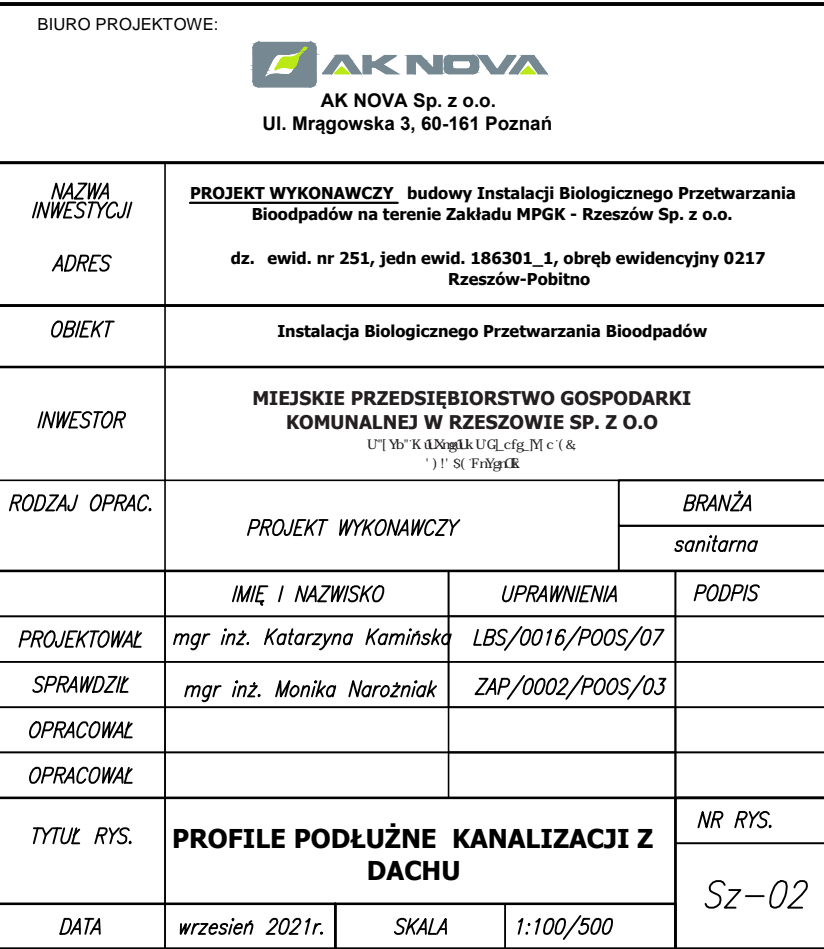 BIURO PROJEKTOWE:
AK NOVA
AK NOVA Sp. z o.o.
Ul. Mrągowska 3, 60-161 Poznań
NAZWA
INWESTYCJI
PROJEKT WYKONAWCZY budowy Instalacji Biologicznego Przetwarzania
Bioodpadów na terenie Zakładu MPGK - Rzeszów Sp. z o.o.
ADRES
dz. ewid. nr 251, jedn ewid. 186301_1, obręb ewidencyjny 0217
Rzeszów-Pobitno
OBIEKT
Instalacja Biologicznego Przetwarzania Bioodpadów
INWESTOR
MIEJSKIE PRZEDSIĘBIORSTWO GOSPODARKI
KOMUNALNEJ W RZESZOWIE SP. Z O.O
RODZAJ OPRAC.
PROJEKT WYKONAWCZY
BRANŻA
sanitarna
IMIĘ I NAZWISKO UPRAWNIENIA PODPIS
PROJEKTOWAŁ mgr inż. Katarzyna Kamińska LBS/0016/POOS/07
SPRAWDZIŁ mgr inż. Monika Narożniak ZAP/0002/POOS/03
OPRACOWAŁ
OPRACOWAŁ
TYTUŁ RYS.
PROFILE PODŁUŻNE KANALIZACJI Z
DACHU
NR RYS.
Sz-02
DATA wrzesień 2021r. SKALA 1:100/500